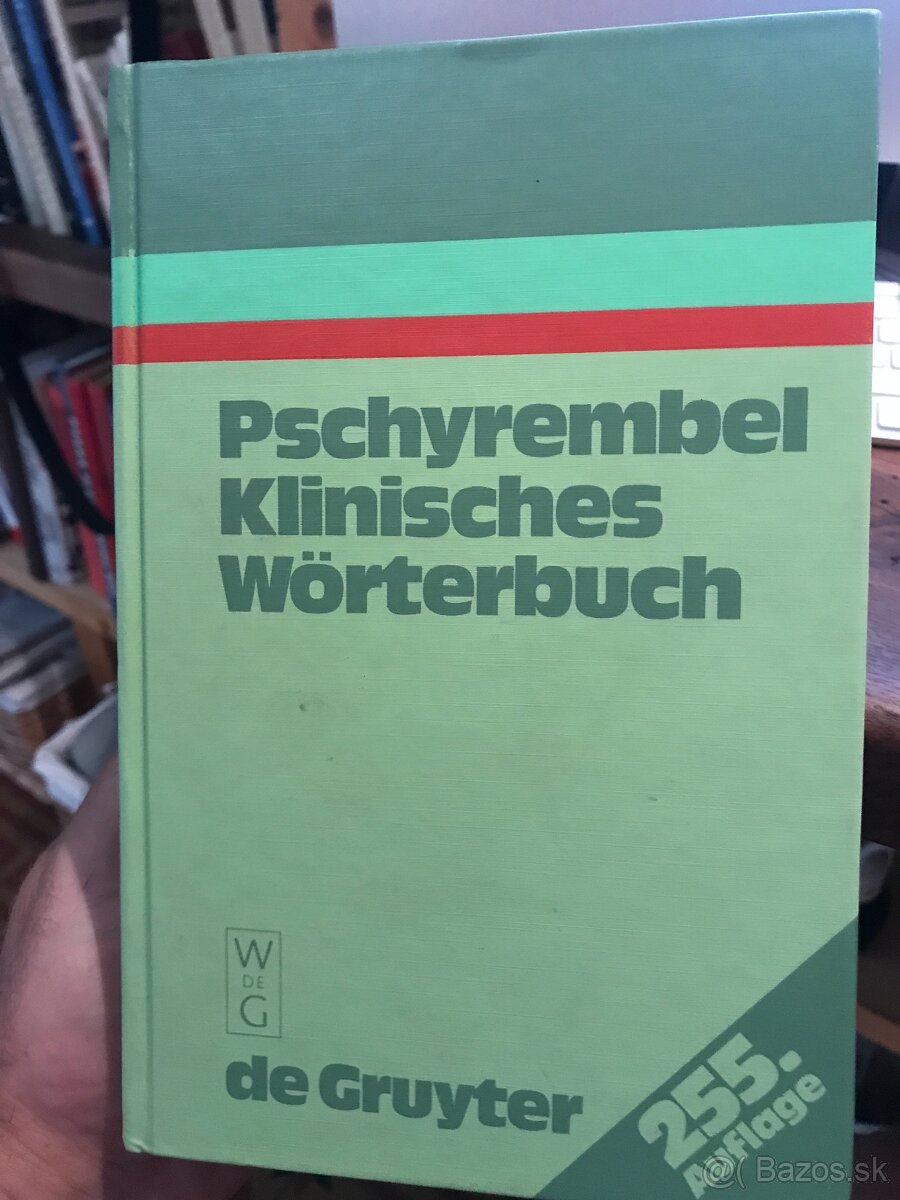 Pschyrembel
Klinisches
Wörterbuch
W
DE
G
de Gruyter
255.
Auflage
Bazos.sk